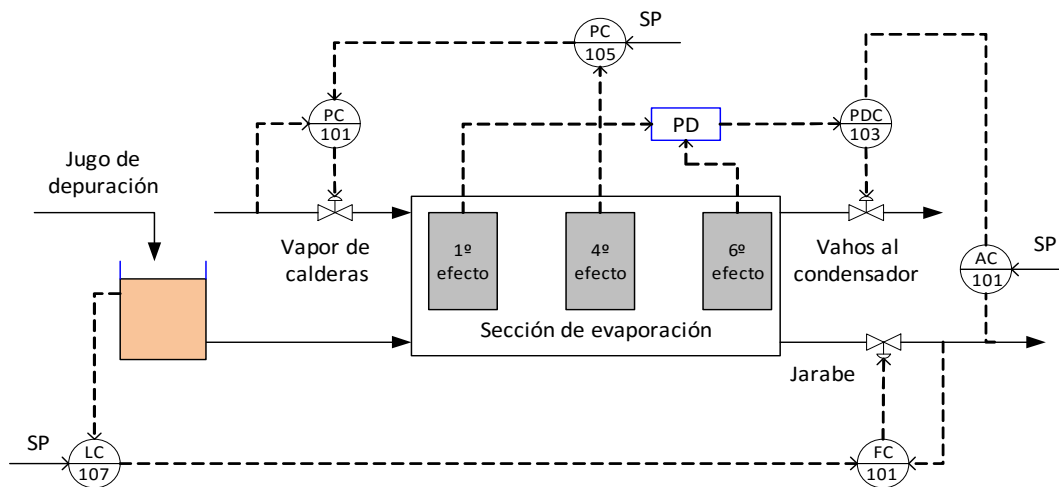 PC
105
SP
PC
101
PD
PDC
103
Jugo de
depuración
Vapor de
calderas
1º
efecto
4º
efecto
6º
efecto
Vahos al
condensador
AC
101
SP
Sección de evaporación
Jarabe
SP
LC
107
FC
101